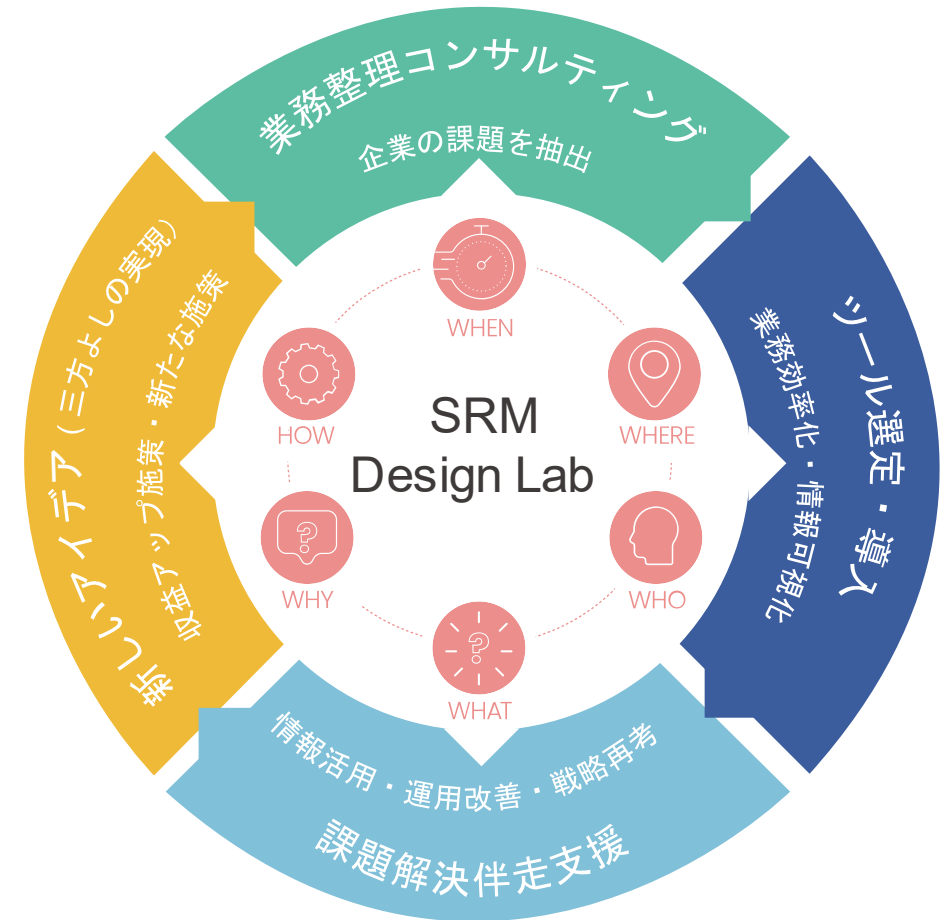 業務整理コンサルティング
企業の課題を抽出
ツール選定・導入
業務効率化・情報可視化
情報活用・運用改善・戦略再考
課題解決伴走支援
新しいアイデア（三方よしの実現）
収益アップ施策・新たな施策
WHEN
WHERE
WHO
WHAT
WHY
HOW
SRM
Design Lab